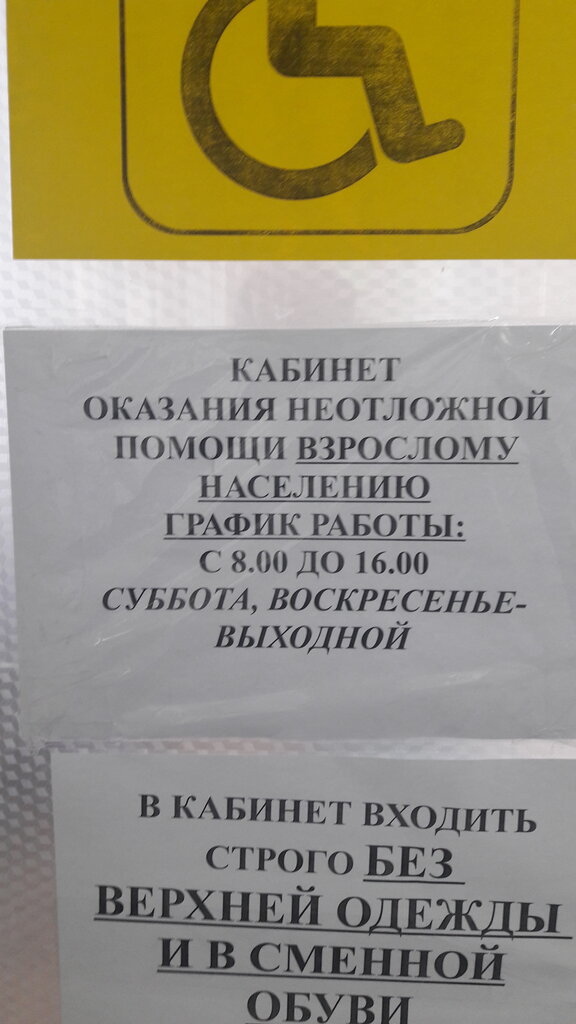 КАБИНЕТ
ОКАЗАНИЯ НЕОТЛОЖНОЙ
ПОМОЩИ ВЗРОСЛОМУ
НАСЕЛЕНИЮ
ГРАФИК РАБОТЫ:
С 8.00 ДО 16.00
СУББОТА, ВОСКРЕСЕНЬЕ-
ВЫХОДНОЙ
В КАБИНЕТ ВХОДИТЬ
СТРОГО БЕЗ
ВЕРХНЕЙ ОДЕЖДЫ
И В СМЕННОЙ
ОБУВИ